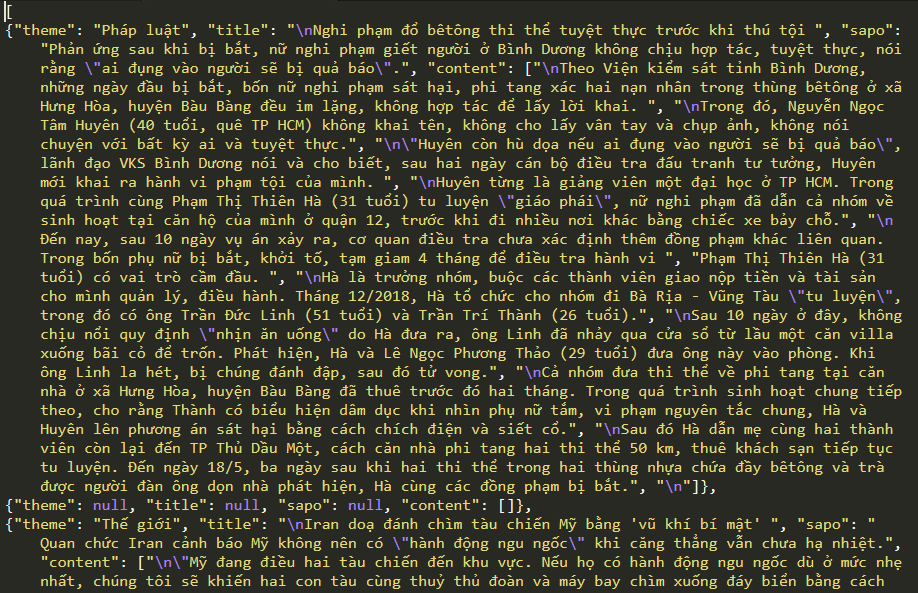 [
{"theme": "Pháp luật", "title": "\nNghi phạm đổ bêtông thi thể tuyệt thực trước khi thú tội ", "sapo":
"Phản ứng sau khi bị bắt, nữ nghi phạm giết người ở Bình Dương không chịu hợp tác, tuyệt thực, nói
rằng \"ai đụng vào người sẽ bị quả báo\".", "content": ["\nTheo Viện kiểm sát tỉnh Bình Dương,
những ngày đầu bị bắt, bốn nữ nghi phạm sát hại, phi tang xác hai nạn nhân trong thùng bêtông ở xã
Hưng Hòa, huyện Bàu Bàng đều im lặng, không hợp tác để lấy lời khai. ", "\nTrong đó, Nguyễn Ngọc
Tâm Huyên (40 tuổi, quê TP HCM) không khai tên, không cho lấy vân tay và chụp ảnh, không nói
chuyện với bất kỳ ai và tuyệt thực.", "\n\"Huyên còn hù dọa nếu ai đụng vào người sẽ bị quả báo\",
lãnh đạo VKS Bình Dương nói và cho biết, sau hai ngày cán bộ điều tra đấu tranh tư tưởng, Huyên
mới khai ra hành vi phạm tội của mình. ", "\nHuyên từng là giảng viên một đại học ở TP HCM. Trong
quá trình cùng Phạm Thị Thiên Hà (31 tuổi) tu luyện \"giáo phái\", nữ nghi phạm đã dẫn cả nhóm về
sinh hoạt tại căn hộ của mình ở quận 12, trước khi đi nhiều nơi khác bằng chiếc xe bảy chỗ.", "\n
Đến nay, sau 10 ngày vụ án xảy ra, cơ quan điều tra chưa xác định thêm đồng phạm khác liên quan.
Trong bốn phụ nữ bị bắt, khởi tố, tạm giam 4 tháng để điều tra hành vi ", "Phạm Thị Thiên Hà (31
tuổi) có vai trò cầm đầu. ", "\nHà là trưởng nhóm, buộc các thành viên giao nộp tiền và tài sản
cho mình quản lý, điều hành. Tháng 12/2018, Hà tổ chức cho nhóm đi Bà Rịa - Vũng Tàu \"tu luyện\",
trong đó có ông Trần Đức Linh (51 tuổi) và Trần Trí Thành (26 tuổi).", "\nSau 10 ngày ở đây, không
chịu nổi quy định \"nhịn ăn uống\" do Hà đưa ra, ông Linh đã nhảy qua cửa sổ từ lầu một căn villa
xuống bãi cỏ để trốn. Phát hiện, Hà và Lê Ngọc Phương Thảo (29 tuổi) đưa ông này vào phòng. Khi
ông Linh la hét, bị chúng đánh đập, sau đó tử vong.", "\nCả nhóm đưa thi thể về phi tang tại căn
nhà ở xã Hưng Hòa, huyện Bàu Bàng đã thuê trước đó hai tháng. Trong quá trình sinh hoạt chung tiếp
theo, cho rằng Thành có biểu hiện dâm dục khi nhìn phụ nữ tắm, vi phạm nguyên tắc chung, Hà và
Huyên lên phương án sát hại bằng cách chích điện và siết cổ.", "\nSau đó Hà dẫn mẹ cùng hai thành
viên còn lại đến TP Thủ Dầu Một, cách căn nhà phi tang hai thi thể 50 km, thuê khách sạn tiếp tục
tu luyện. Đến ngày 18/5, ba ngày sau khi hai thi thể trong hai thùng nhựa chứa đầy bêtông và trà
được người đàn ông dọn nhà phát hiện, Hà cùng các đồng phạm bị bắt.", "\n"]},
{"theme": null, "title": null, "sapo": null, "content": []},
{"theme": "Thế giới", "title": "\nIran doạ đánh chìm tàu chiến Mỹ bằng 'vũ khí bí mật' ", "sapo": "
Quan chức Iran cảnh báo Mỹ không nên có \"hành động ngu ngốc\" khi căng thẳng vẫn chưa hạ nhiệt.",
"content": ["\n\"Mỹ đang điều hai tàu chiến đến khu vực. Nếu họ có hành động ngu ngốc dù ở mức nhẹ
nhất, chúng tôi sẽ khiến hai con tàu cùng thuỷ thủ đoàn và máy bay chìm xuống đáy biển bằng cách